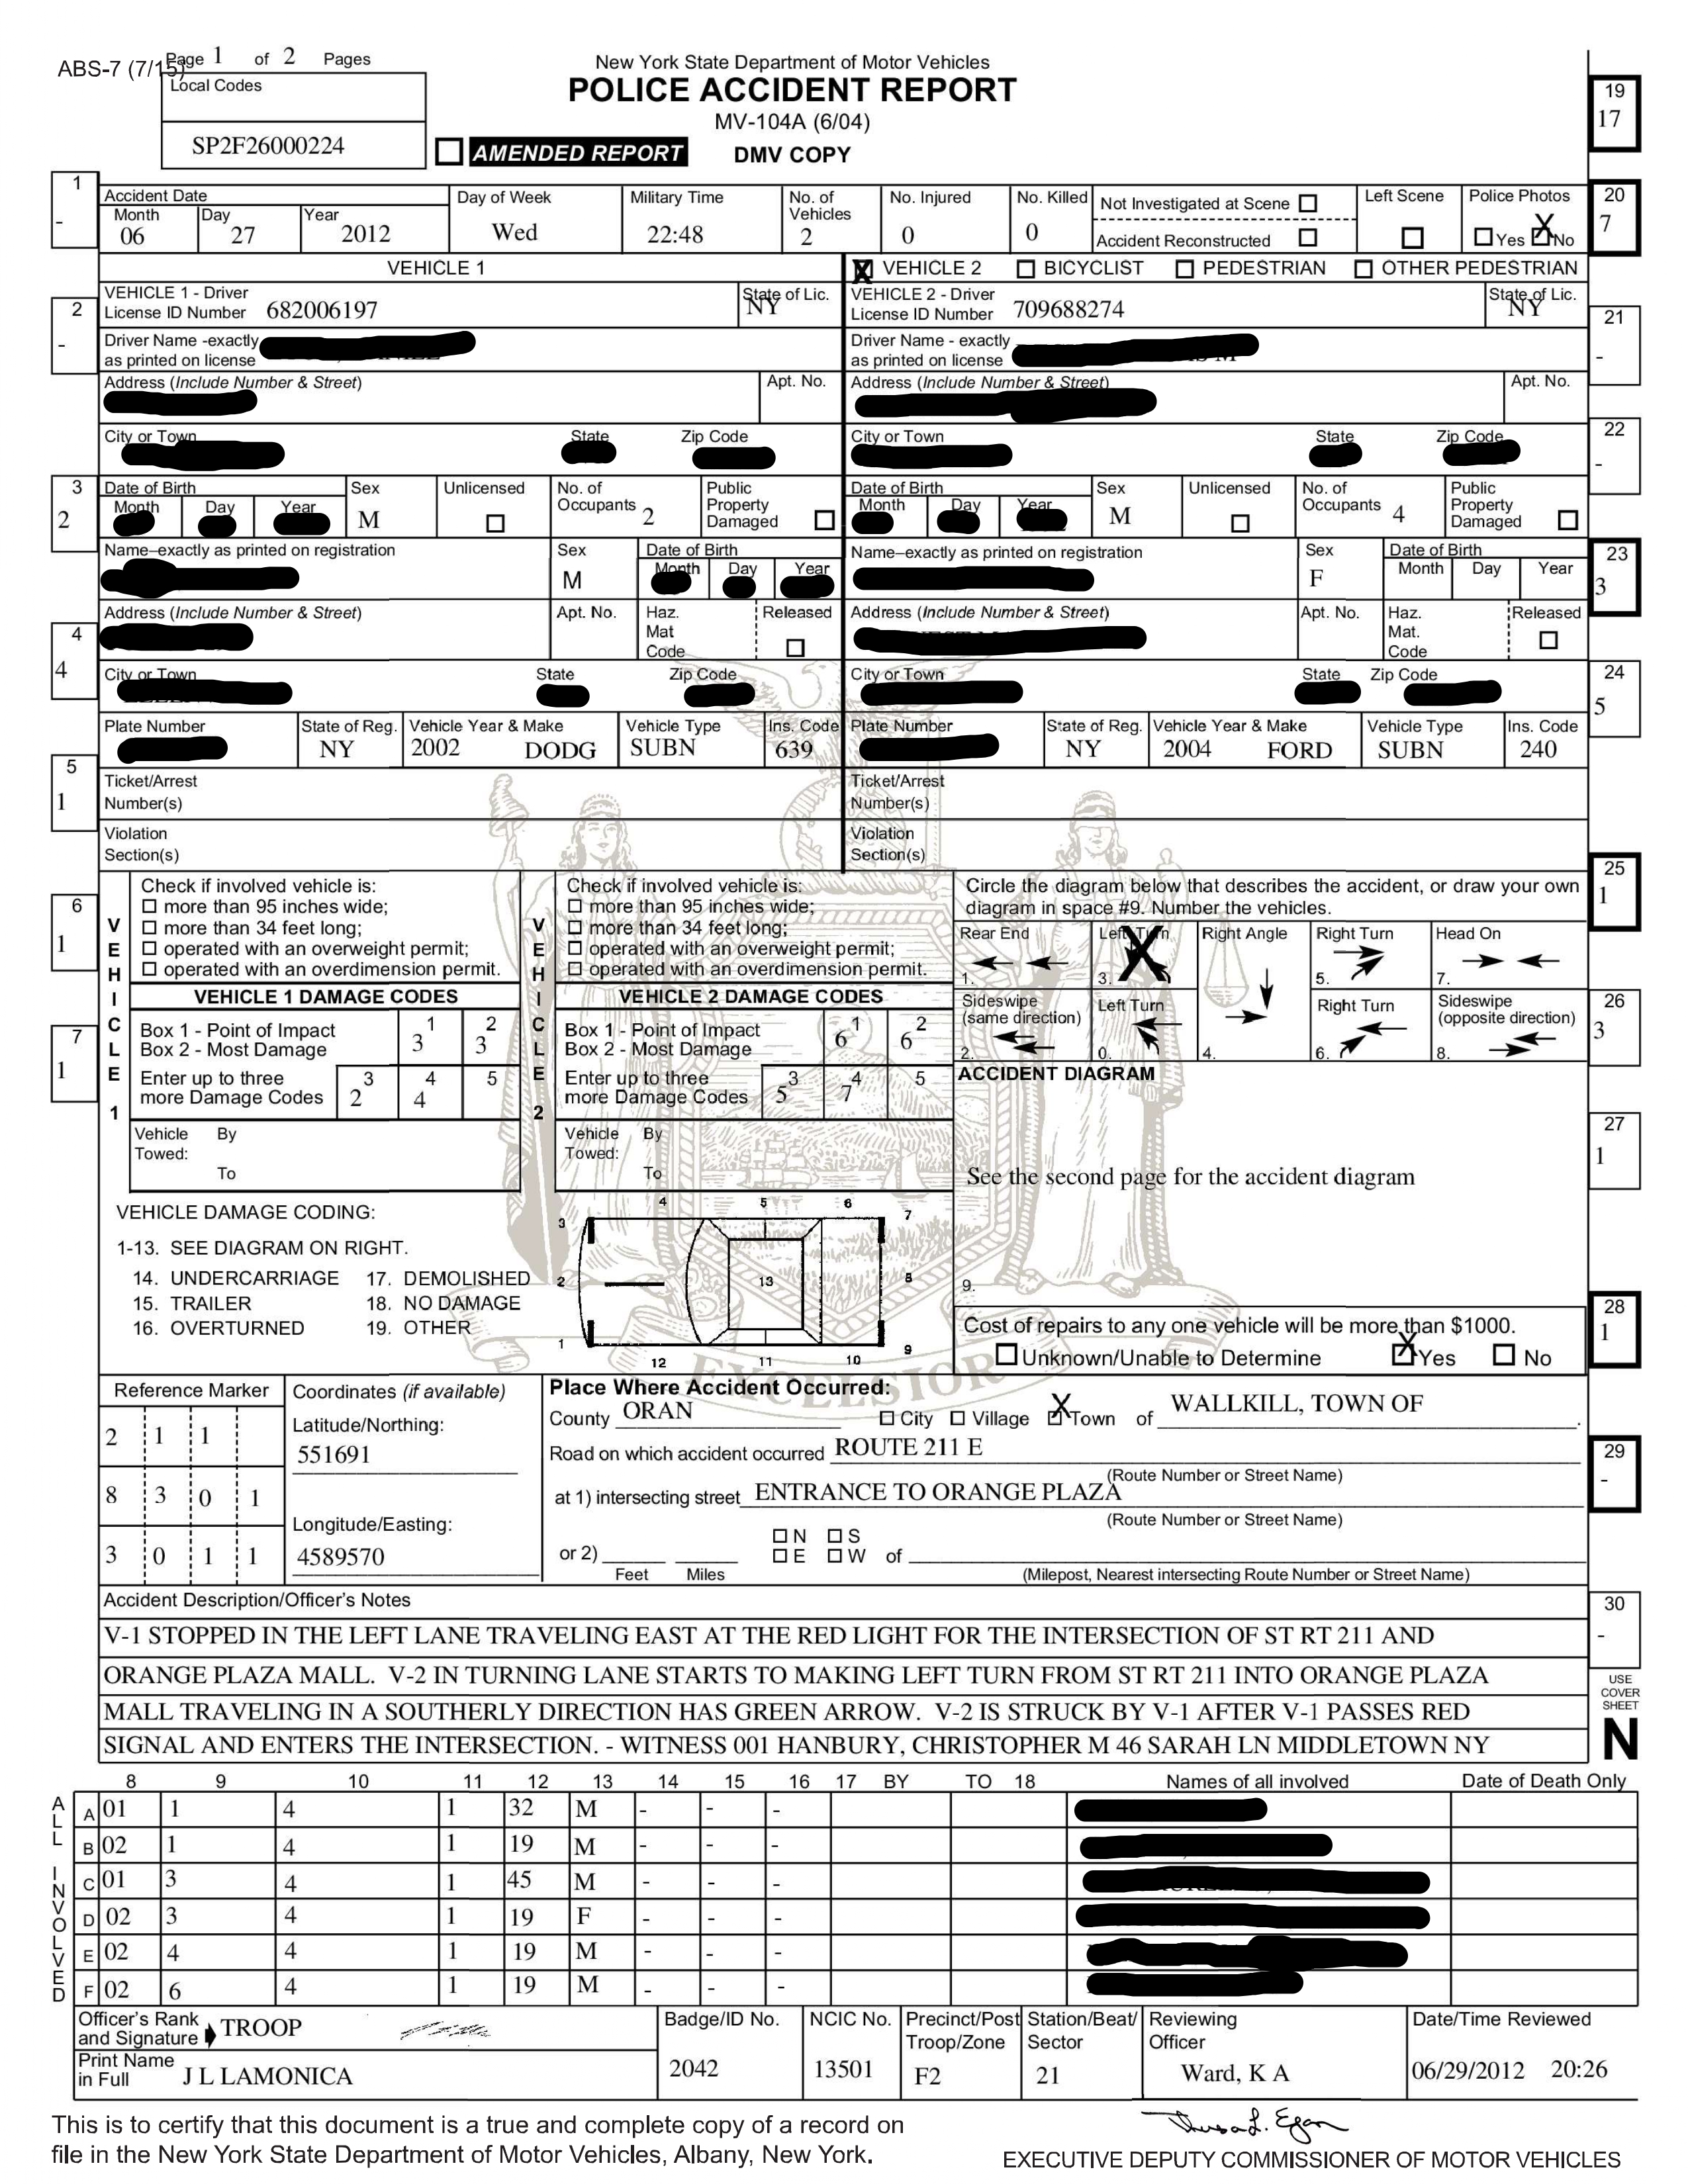 ABS-7 (7/15)
Page 1 of 2 Pages
New York State Department of Motor Vehicles
POLICE ACCIDENT REPORT
MV-104A (6/04)
Local Codes
SP2F26000224
AMENDED REPORT DMV COPY
19
17
1
-
Accident Date
Month 06 Day 27 Year 2012
Day of Week Wed
Military Time 22:48
No. of Vehicles 2
No. Injured 0
No. Killed 0
Not Investigated at Scene
Accident Reconstructed
Left Scene
Police Photos
Yes X No
20
7
VEHICLE 1
X VEHICLE 2 BICYCLIST PEDESTRIAN OTHER PEDESTRIAN
2
-
VEHICLE 1 - Driver
License ID Number 682006197
State of Lic. NY
VEHICLE 2 - Driver
License ID Number 709688274
State of Lic. NY
21
-
Driver Name -exactly
as printed on license
Driver Name - exactly
as printed on license
Address (Include Number & Street) Apt. No.
Address (Include Number & Street) Apt. No.
City or Town State Zip Code
City or Town State Zip Code
22
-
3
2
Date of Birth
Month Day Year
Sex M
Unlicensed
No. of Occupants 2
Public Property Damaged
Date of Birth
Month Day Year
Sex M
Unlicensed
No. of Occupants 4
Public Property Damaged
Name–exactly as printed on registration
Sex M
Date of Birth
Month Day Year
Name–exactly as printed on registration
Sex F
Date of Birth
Month Day Year
23
3
4
4
Address (Include Number & Street) Apt. No. Haz. Mat Code Released
Address (Include Number & Street) Apt. No. Haz. Mat. Code Released
City or Town State Zip Code
City or Town State Zip Code
24
5
Plate Number
State of Reg. NY
Vehicle Year & Make 2002 DODG
Vehicle Type SUBN
Ins. Code 639
Plate Number
State of Reg. NY
Vehicle Year & Make 2004 FORD
Vehicle Type SUBN
Ins. Code 240
5
1
Ticket/Arrest
Number(s)
Ticket/Arrest
Number(s)
Violation
Section(s)
Violation
Section(s)
25
1
6
1
VEHICLE 1
Check if involved vehicle is:
more than 95 inches wide;
more than 34 feet long;
operated with an overweight permit;
operated with an overdimension permit.
VEHICLE 2
Check if involved vehicle is:
more than 95 inches wide;
more than 34 feet long;
operated with an overweight permit;
operated with an overdimension permit.
Circle the diagram below that describes the accident, or draw your own
diagram in space #9. Number the vehicles.
Rear End 1.
Left Turn 3. X
Right Angle 4.
Right Turn 5.
Head On 7.
Sideswipe (same direction) 2.
Left Turn 0.
Right Turn 6.
Sideswipe (opposite direction) 8.
26
3
7
1
VEHICLE 1 DAMAGE CODES
Box 1 - Point of Impact
Box 2 - Most Damage
1 3
2 3
Enter up to three
more Damage Codes
3 2
4 4
5
VEHICLE 2 DAMAGE CODES
Box 1 - Point of Impact
Box 2 - Most Damage
1 6
2 6
Enter up to three
more Damage Codes
3 5
4 7
5
ACCIDENT DIAGRAM
Vehicle By
Towed:
To
Vehicle By
Towed:
To
27
1
See the second page for the accident diagram
9.
VEHICLE DAMAGE CODING:
1-13. SEE DIAGRAM ON RIGHT.
14. UNDERCARRIAGE 17. DEMOLISHED
15. TRAILER 18. NO DAMAGE
16. OVERTURNED 19. OTHER
4 5 6
3 7
2 13 8
1 9
12 11 10
EXCELSIOR
28
1
Cost of repairs to any one vehicle will be more than $1000.
Unknown/Unable to Determine X Yes No
Reference Marker
2 1 1
8 3 0 1
3 0 1 1
Coordinates (if available)
Latitude/Northing:
551691
Longitude/Easting:
4589570
Place Where Accident Occurred:
County ORAN City Village X Town of WALLKILL, TOWN OF.
Road on which accident occurred ROUTE 211 E
(Route Number or Street Name)
at 1) intersecting street ENTRANCE TO ORANGE PLAZA
(Route Number or Street Name)
or 2) N S E W of
Feet Miles
(Milepost, Nearest intersecting Route Number or Street Name)
29
-
Accident Description/Officer's Notes
V-1 STOPPED IN THE LEFT LANE TRAVELING EAST AT THE RED LIGHT FOR THE INTERSECTION OF ST RT 211 AND
ORANGE PLAZA MALL. V-2 IN TURNING LANE STARTS TO MAKING LEFT TURN FROM ST RT 211 INTO ORANGE PLAZA
MALL TRAVELING IN A SOUTHERLY DIRECTION HAS GREEN ARROW. V-2 IS STRUCK BY V-1 AFTER V-1 PASSES RED
SIGNAL AND ENTERS THE INTERSECTION. - WITNESS 001 HANBURY, CHRISTOPHER M 46 SARAH LN MIDDLETOWN NY
30
-
USE
COVER
SHEET
N
8 9 10 11 12 13 14 15 16 17 BY TO 18 Names of all involved Date of Death Only
ALL INVOLVED
A 01 1 4 1 32 M - - -
B 02 1 4 1 19 M - - -
C 01 3 4 1 45 M - - -
D 02 3 4 1 19 F - - -
E 02 4 4 1 19 M - - -
F 02 6 4 1 19 M - - -
Officer's Rank
and Signature TROOP
Print Name
in Full J L LAMONICA
Badge/ID No.
2042
NCIC No.
13501
Precinct/Post
Troop/Zone
F2
Station/Beat/
Sector
21
Reviewing
Officer
Ward, K A
Date/Time Reviewed
06/29/2012 20:26
This is to certify that this document is a true and complete copy of a record on
file in the New York State Department of Motor Vehicles, Albany, New York.
EXECUTIVE DEPUTY COMMISSIONER OF MOTOR VEHICLES